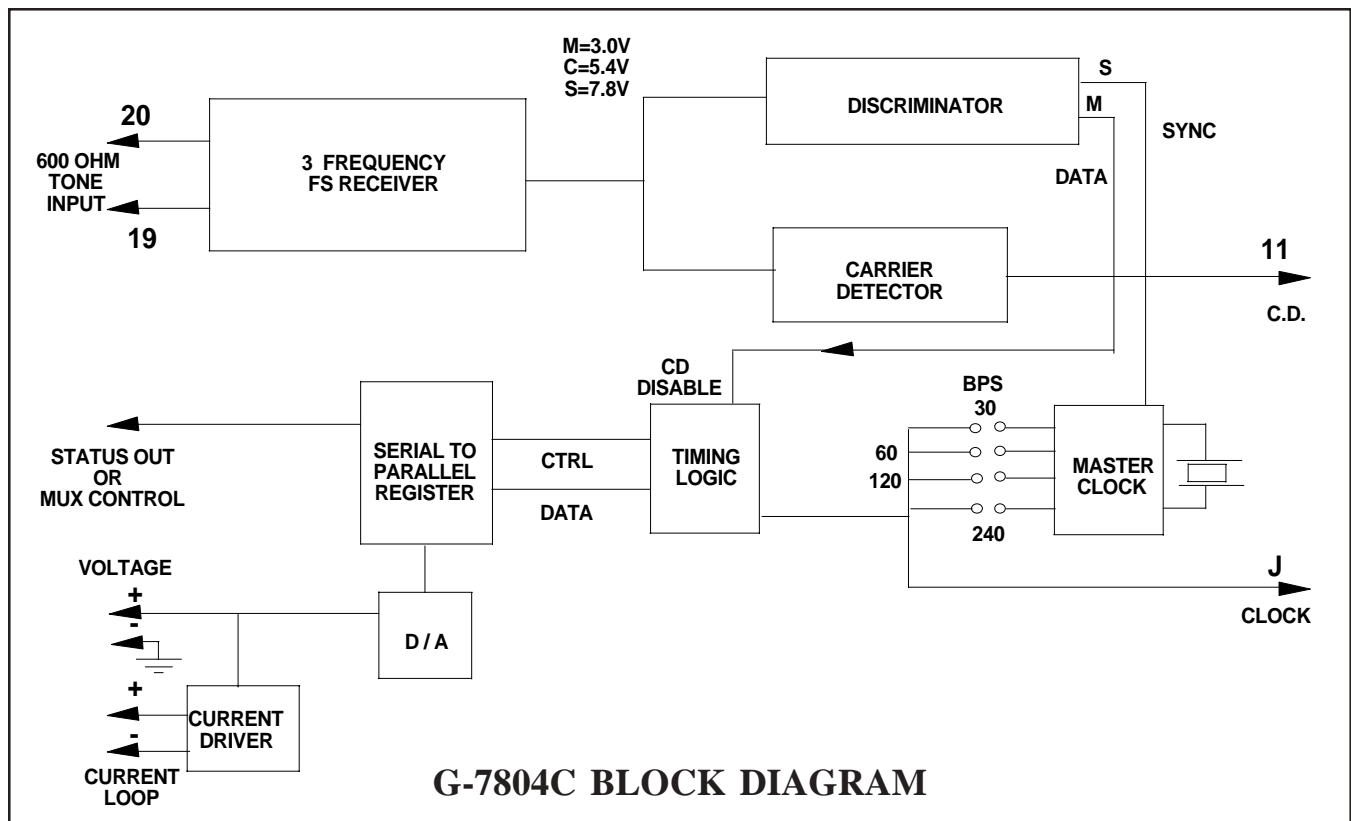 M=3.0V
C=5.4V
S=7.8V
S
M
DISCRIMINATOR
SYNC
DATA
20
600 OHM
TONE
INPUT
19
3 FREQUENCY
FS RECEIVER
CARRIER
DETECTOR
11
C.D.
CD
DISABLE
BPS
30
60
120
240
MASTER
CLOCK
TIMING
LOGIC
SERIAL TO
PARALLEL
REGISTER
CTRL
DATA
STATUS OUT
OR
MUX CONTROL
J
CLOCK
VOLTAGE
+
-
D / A
+
-
CURRENT
DRIVER
CURRENT
LOOP
G-7804C BLOCK DIAGRAM